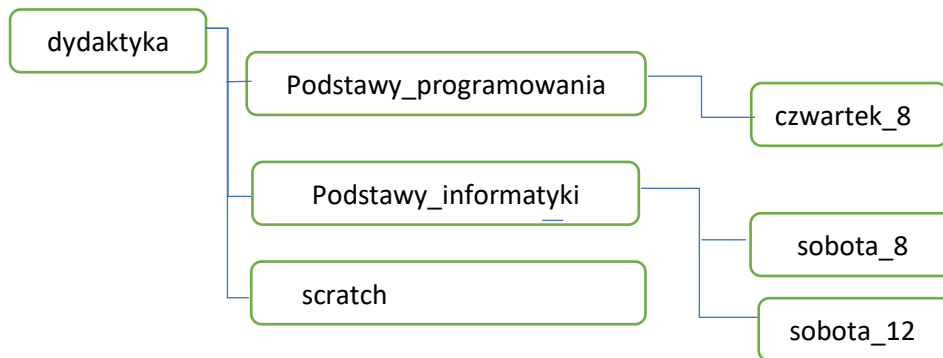 dydaktyka
Podstawy_programowania
czwartek_8
Podstawy_informatyki
sobota_8
scratch
sobota_12